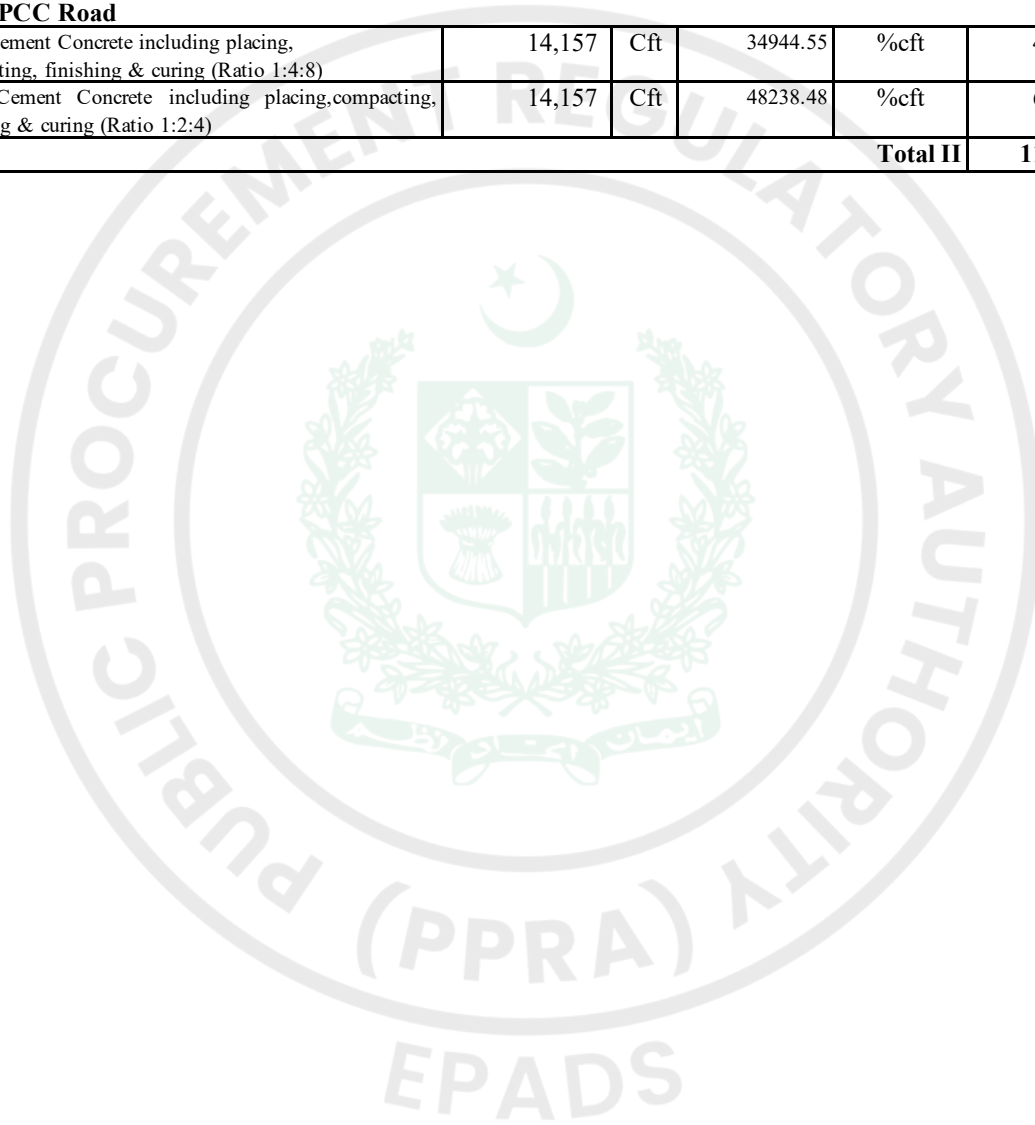 PCC Road
ement Concrete including placing, 14,157 Cft 34944.55 %cft 4
ting, finishing & curing (Ratio 1:4:8)
Cement Concrete including placing,compacting, 14,157 Cft 48238.48 %cft
g & curing (Ratio 1:2:4)
Total II 1
PUBLIC PROCUREMENT REGULATORY AUTHORITY
(PPRA)
EPADS